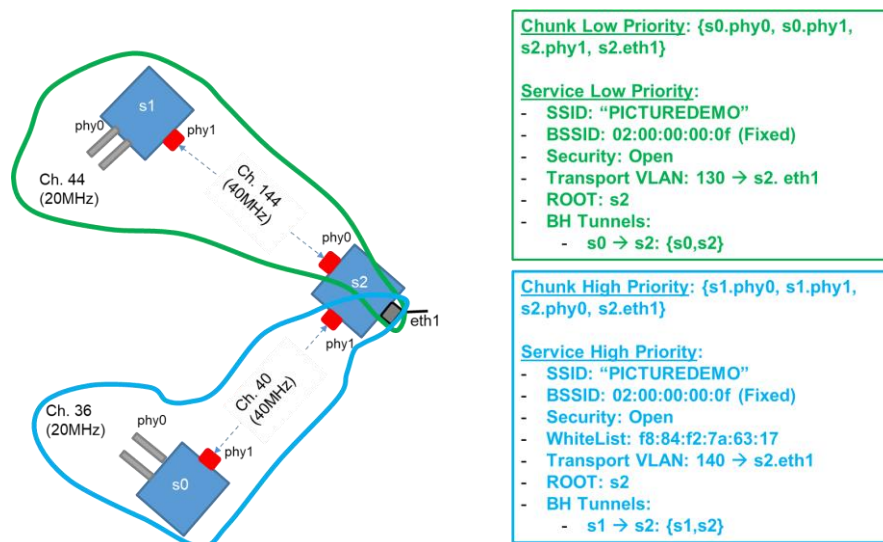 s1
phy0
phy1
Ch. 44
(20MHz)
Ch. 144
(40MHz)
phy0
s2
eth1
phy1
Ch. 40
(40MHz)
Ch. 36
(20MHz)
phy0
phy1
s0
Chunk Low Priority: {s0.phy0, s0.phy1,
s2.phy1, s2.eth1}
Service Low Priority:
- SSID: “PICTUREDEMO”
- BSSID: 02:00:00:00:0f (Fixed)
- Security: Open
- Transport VLAN: 130 → s2. eth1
- ROOT: s2
- BH Tunnels:
- s0 → s2: {s0,s2}
Chunk High Priority: {s1.phy0, s1.phy1,
s2.phy0, s2.eth1}
Service High Priority:
- SSID: “PICTUREDEMO”
- BSSID: 02:00:00:00:0f (Fixed)
- Security: Open
- WhiteList: f8:84:f2:7a:63:17
- Transport VLAN: 140 → s2.eth1
- ROOT: s2
- BH Tunnels:
- s1 → s2: {s1,s2}